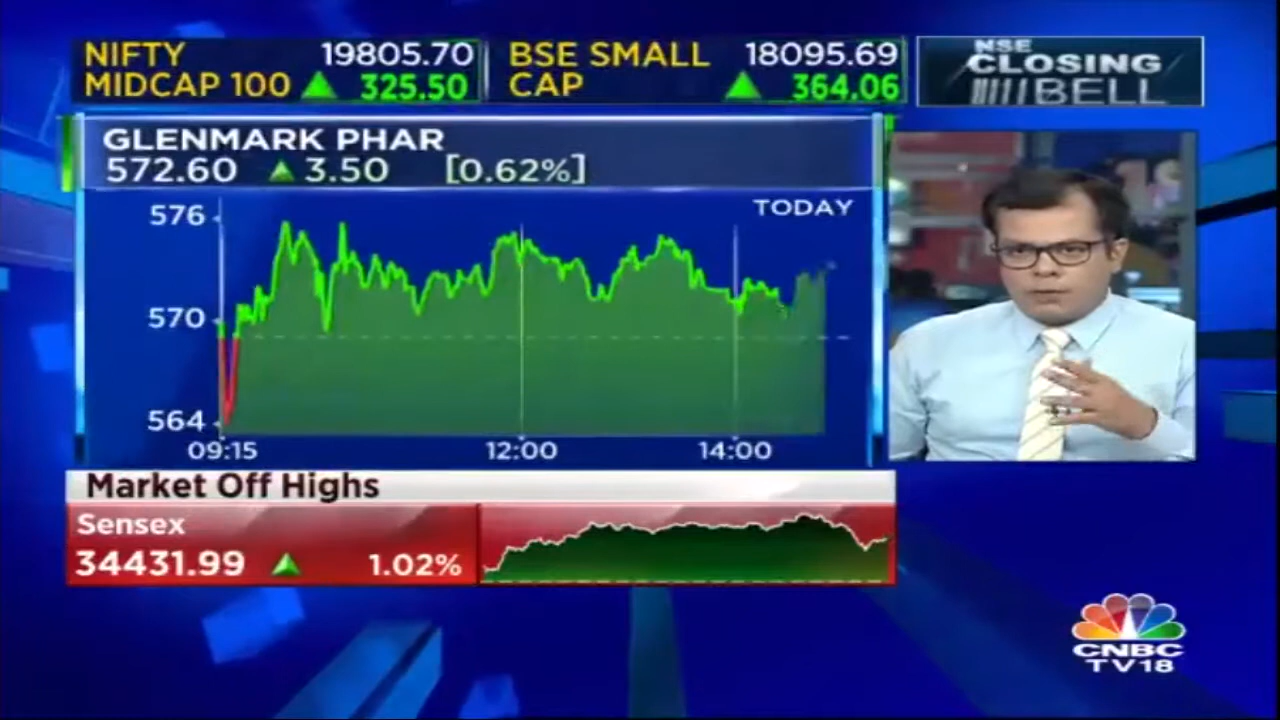 NIFTY 19805.70
MIDCAP 100 ▲ 325.50
BSE SMALL 18095.69
CAP ▲ 364.06
NSE
CLOSING
BELL
GLENMARK PHAR
572.60 ▲ 3.50 [0.62%]
TODAY
576
570
564
09:15 12:00 14:00
Market Off Highs
Sensex
34431.99 ▲ 1.02%
CNBC
TV18